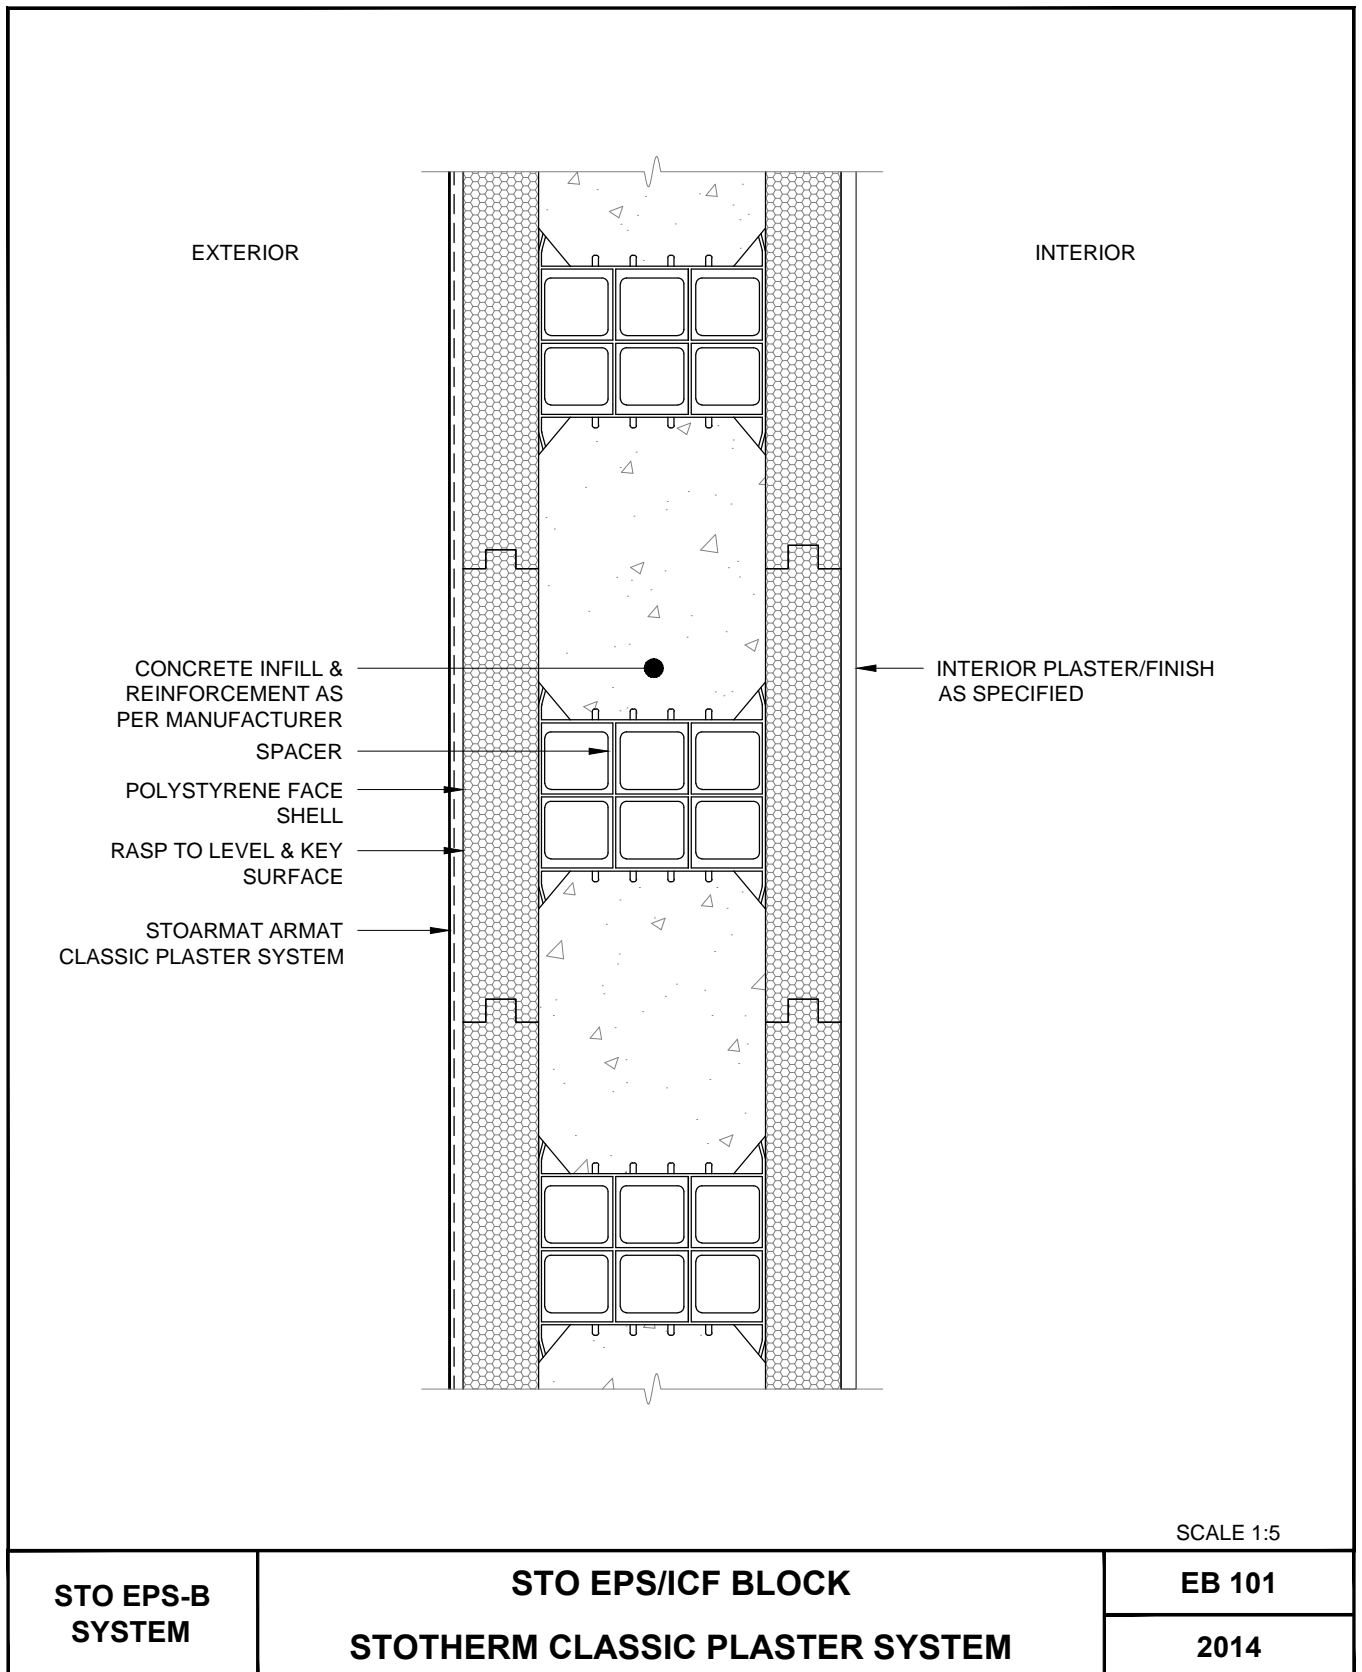 EXTERIOR
INTERIOR
CONCRETE INFILL &
REINFORCEMENT AS
PER MANUFACTURER
SPACER
POLYSTYRENE FACE
SHELL
RASP TO LEVEL & KEY
SURFACE
STOARMAT ARMAT
CLASSIC PLASTER SYSTEM
INTERIOR PLASTER/FINISH
AS SPECIFIED
SCALE 1:5
STO EPS-B
SYSTEM
STO EPS/ICF BLOCK
STOTHERM CLASSIC PLASTER SYSTEM
EB 101
2014